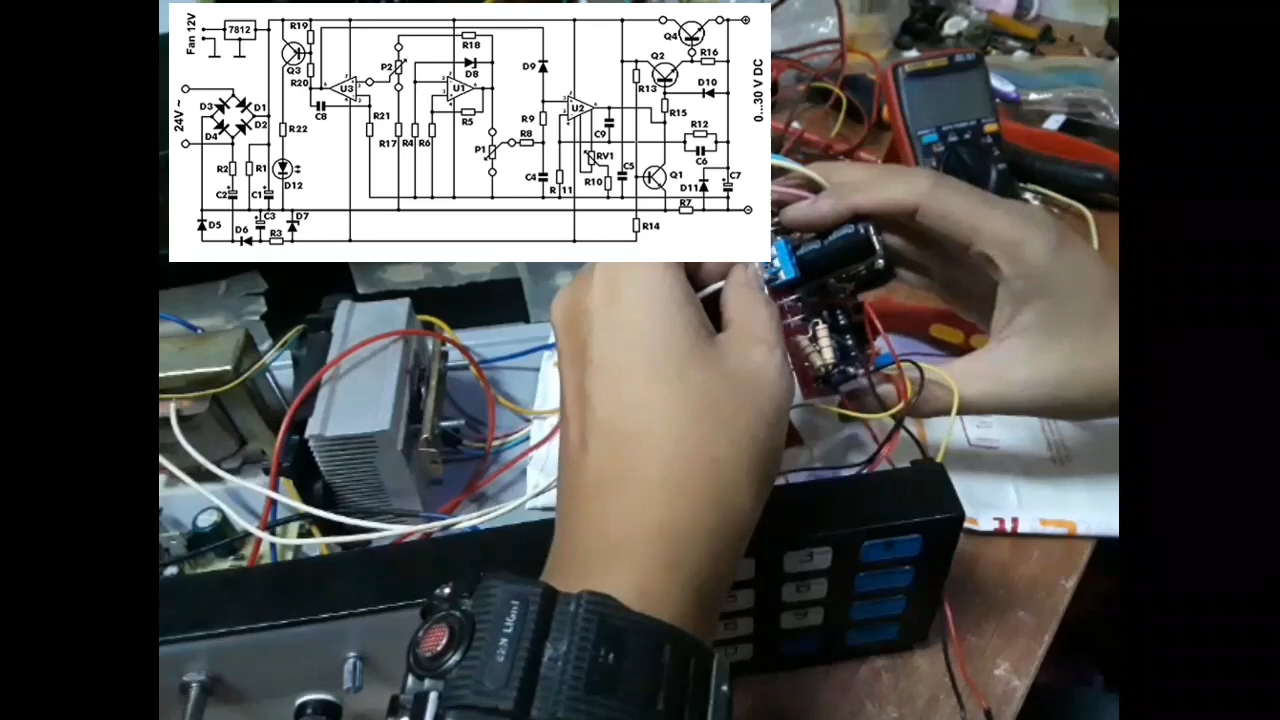 Fan 12V
7812
R19
Q3
R20
C8
U3
P2
R18
D8
U1
R5
D9
R9
R8
P1
U2
C9
RV1
R10
R11
C4
C5
Q4
Q2
R16
R13
D10
R15
R12
C6
Q1
D11
C7
R7
R14
0...30 V DC
24V ~
D3
D1
D2
D4
R22
R21
R17
R4
R6
R2
R1
C2
C1
D12
C3
D7
D5
D6
R3